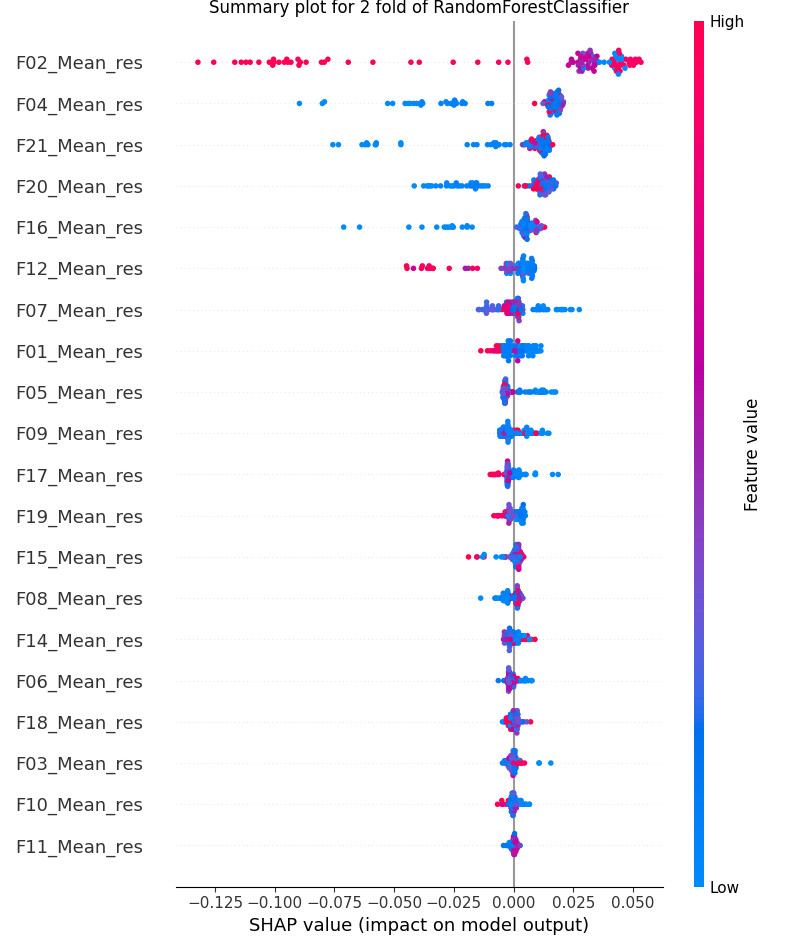 Summary plot for 2 fold of RandomForestClassifier
High
F02_Mean_res
F04_Mean_res
F21_Mean_res
F20_Mean_res
F16_Mean_res
F12_Mean_res
F07_Mean_res
F01_Mean_res
F05_Mean_res
F09_Mean_res
F17_Mean_res
F19_Mean_res
F15_Mean_res
F08_Mean_res
F14_Mean_res
F06_Mean_res
F18_Mean_res
F03_Mean_res
F10_Mean_res
F11_Mean_res
Feature value
Low
−0.125 −0.100 −0.075 −0.050 −0.025 0.000 0.025 0.050
SHAP value (impact on model output)